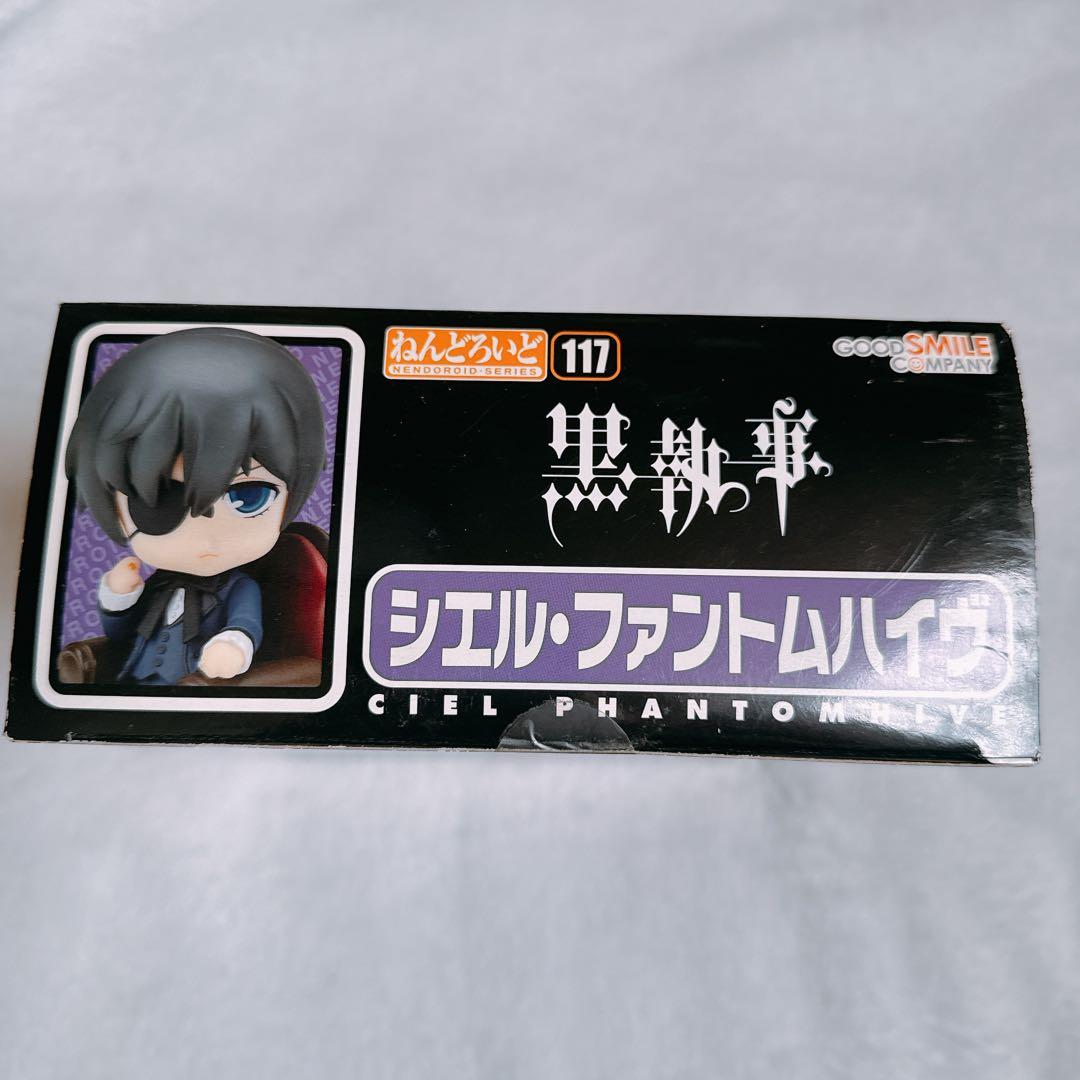 ねんどろいど
NENDOROID-SERIES
117
GOOD SMILE
COMPANY
黒執事
シエル・ファントムハイヴ
CIEL PHANTOMHIVE